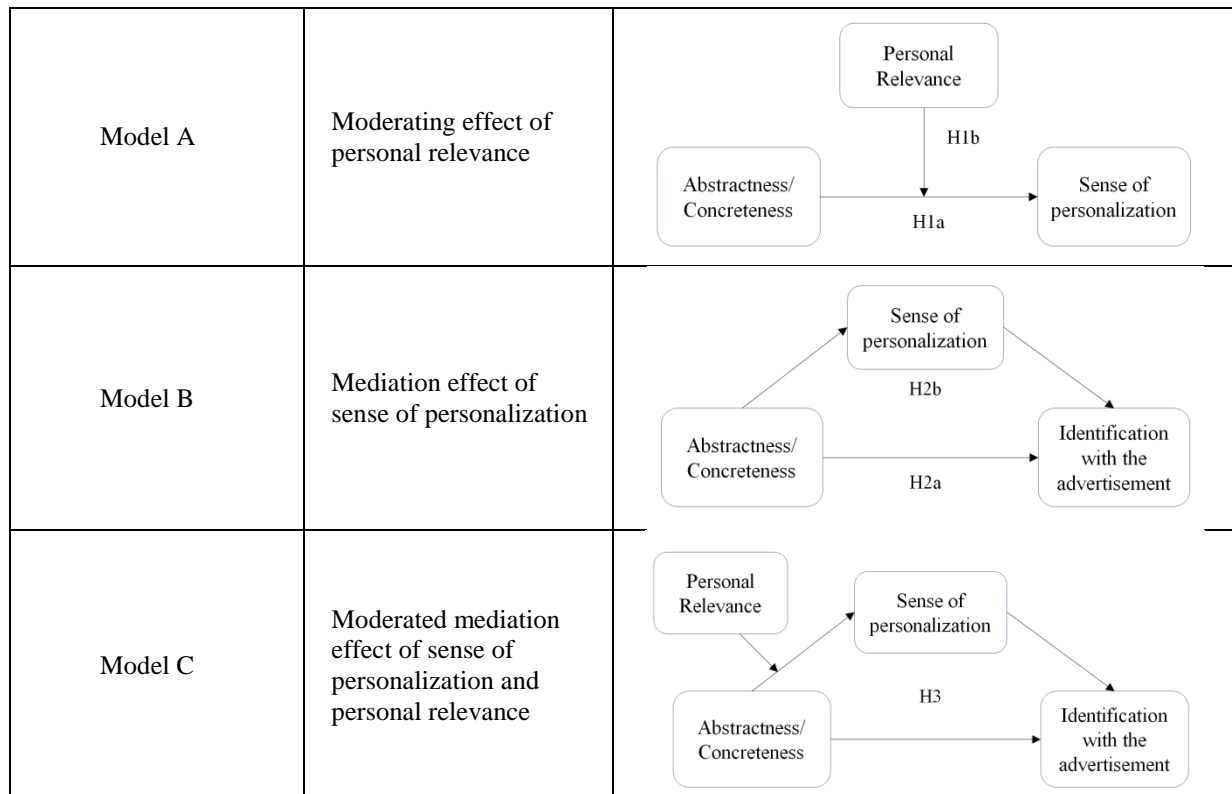 Model A
Moderating effect of
personal relevance
Personal
Relevance
H1b
Abstractness/
Concreteness
Sense of
personalization
H1a
Model B
Mediation effect of
sense of personalization
Sense of
personalization
H2b
Abstractness/
Concreteness
Identification
with the
advertisement
H2a
Model C
Moderated mediation
effect of sense of
personalization and
personal relevance
Personal
Relevance
Sense of
personalization
H3
Abstractness/
Concreteness
Identification
with the
advertisement